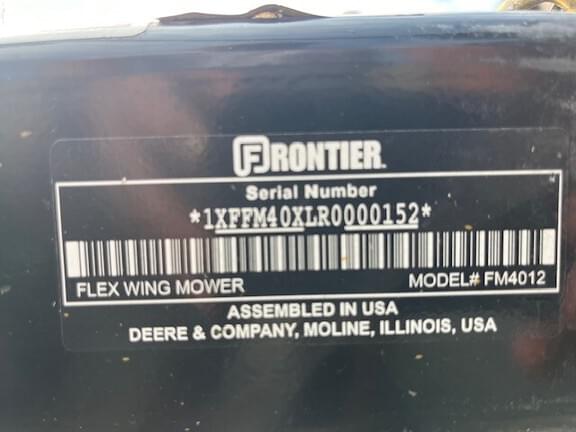 FRONTIER
Serial Number
*1XFFM40XLR0000152*
FLEX WING MOWER MODEL# FM4012
ASSEMBLED IN USA
DEERE & COMPANY, MOLINE, ILLINOIS, USA